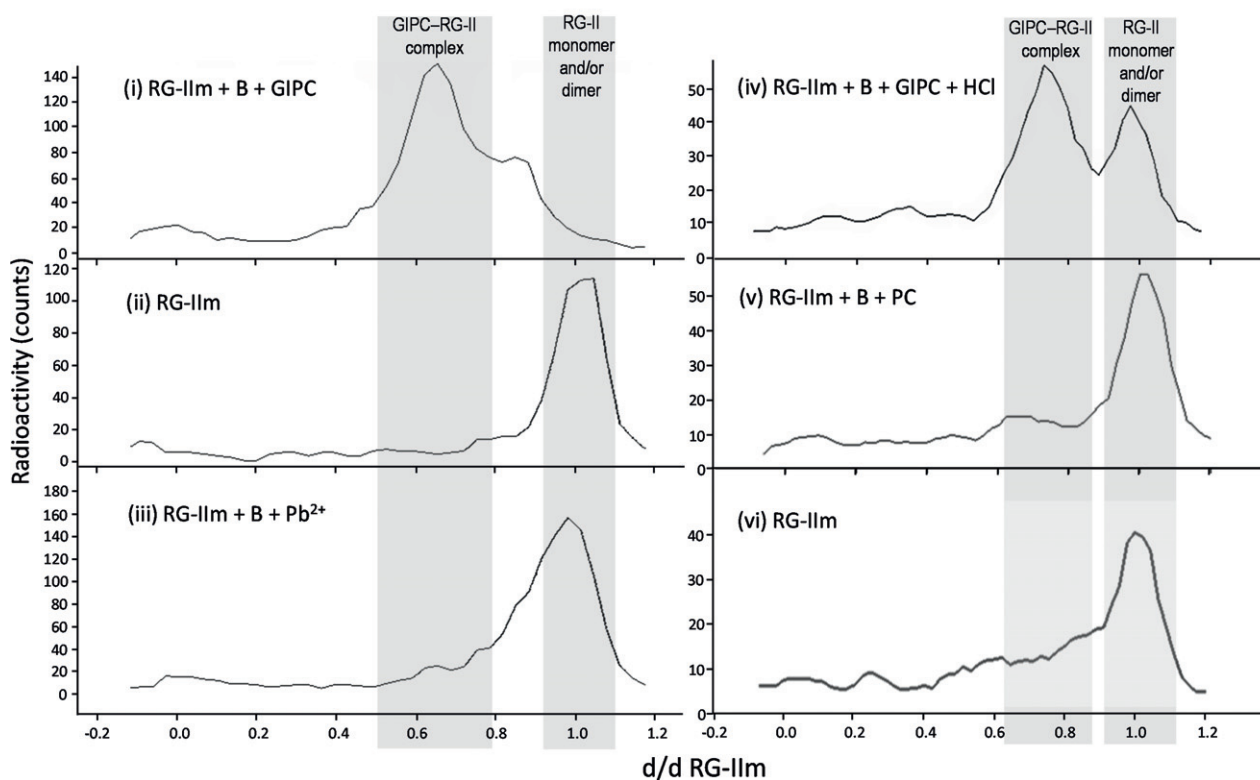 GIPC–RG-II
complex
RG-II
monomer
and/or
dimer
(i) RG-IIm + B + GIPC
140
120
100
80
60
40
20
0
(ii) RG-IIm
120
100
80
60
40
20
0
(iii) RG-IIm + B + Pb²⁺
180
160
140
120
100
80
60
40
20
0
-0.2 0.0 0.2 0.4 0.6 0.8 1.0 1.2
Radioactivity (counts)
GIPC–RG-II
complex
RG-II
monomer
and/or
dimer
(iv) RG-IIm + B + GIPC + HCl
50
40
30
20
10
0
(v) RG-IIm + B + PC
50
40
30
20
10
0
(vi) RG-IIm
40
30
20
10
0
-0.2 0.0 0.2 0.4 0.6 0.8 1.0 1.2
d/d RG-IIm